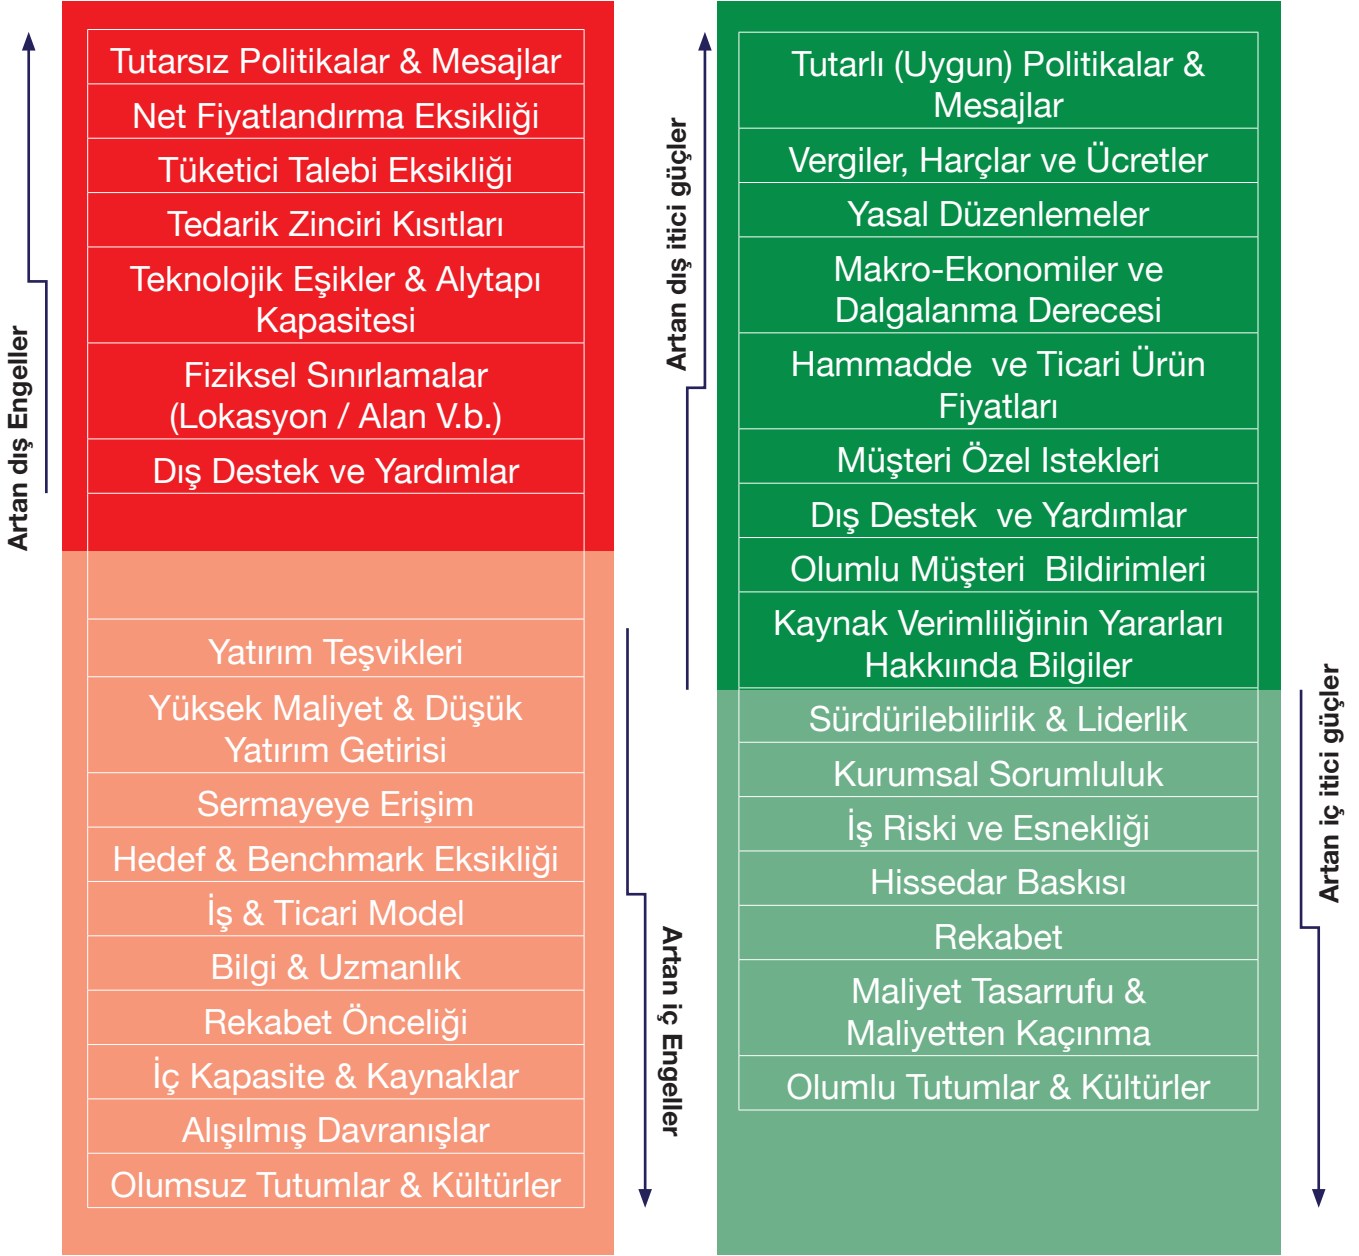 Artan dış Engeller
Tutarsız Politikalar & Mesajlar
Net Fiyatlandırma Eksikliği
Tüketici Talebi Eksikliği
Tedarik Zinciri Kısıtları
Teknolojik Eşikler & Alytapı
Kapasitesi
Fiziksel Sınırlamalar
(Lokasyon / Alan V.b.)
Dış Destek ve Yardımlar
Yatırım Teşvikleri
Yüksek Maliyet & Düşük
Yatırım Getirisi
Sermayeye Erişim
Hedef & Benchmark Eksikliği
İş & Ticari Model
Bilgi & Uzmanlık
Rekabet Önceliği
İç Kapasite & Kaynaklar
Alışılmış Davranışlar
Olumsuz Tutumlar & Kültürler
Artan iç Engeller
Artan dış itici güçler
Tutarlı (Uygun) Politikalar &
Mesajlar
Vergiler, Harçlar ve Ücretler
Yasal Düzenlemeler
Makro-Ekonomiler ve
Dalgalanma Derecesi
Hammadde ve Ticari Ürün
Fiyatları
Müşteri Özel Istekleri
Dış Destek ve Yardımlar
Olumlu Müşteri Bildirimleri
Kaynak Verimliliğinin Yararları
Hakkıında Bilgiler
Sürdürilebilirlik & Liderlik
Kurumsal Sorumluluk
İş Riski ve Esnekliği
Hissedar Baskısı
Rekabet
Maliyet Tasarrufu &
Maliyetten Kaçınma
Olumlu Tutumlar & Kültürler
Artan iç itici güçler